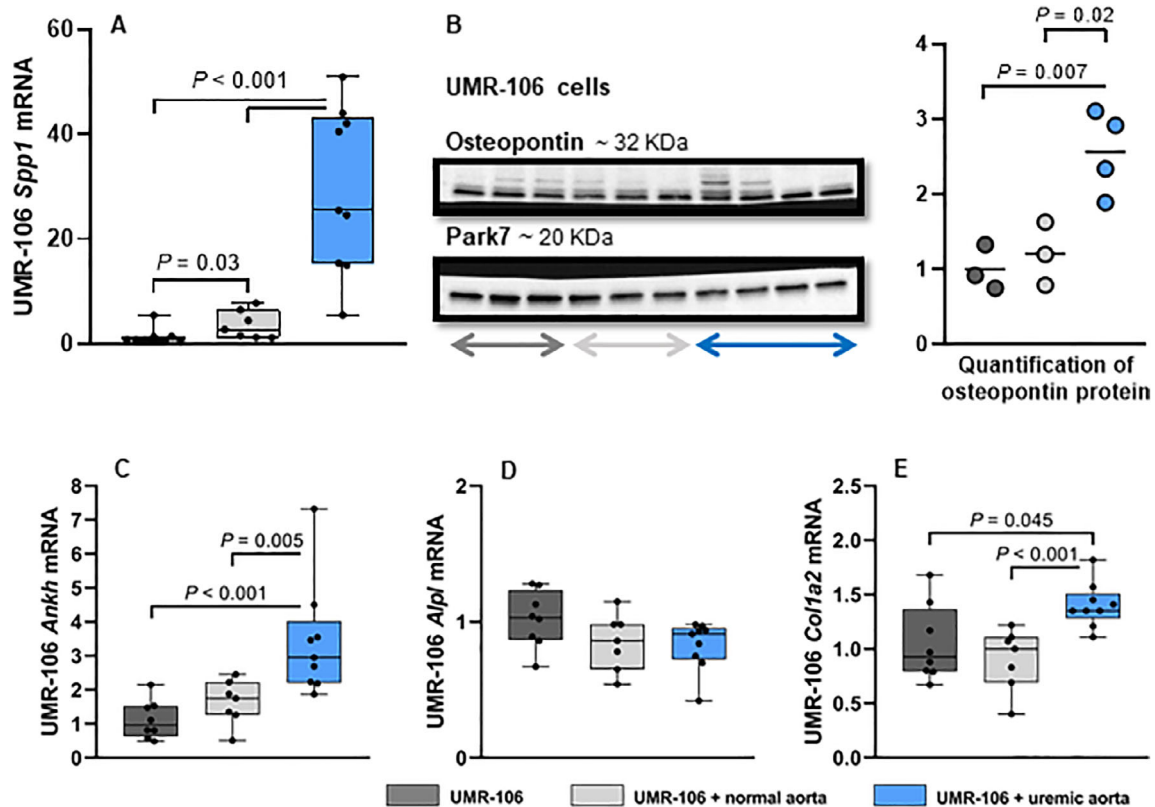 A
UMR-106 Spp1 mRNA
60
40
20
0
P < 0.001
P = 0.03
B
UMR-106 cells
Osteopontin ~ 32 KDa
Park7 ~ 20 KDa
4
3
2
1
0
P = 0.02
P = 0.007
Quantification of
osteopontin protein
C
UMR-106 Ankh mRNA
8
7
6
5
4
3
2
1
0
P = 0.005
P < 0.001
D
UMR-106 Alpl mRNA
2
1
0
E
UMR-106 Col1a2 mRNA
2.5
2.0
1.5
1.0
0.5
0.0
P = 0.045
P < 0.001
UMR-106
UMR-106 + normal aorta
UMR-106 + uremic aorta